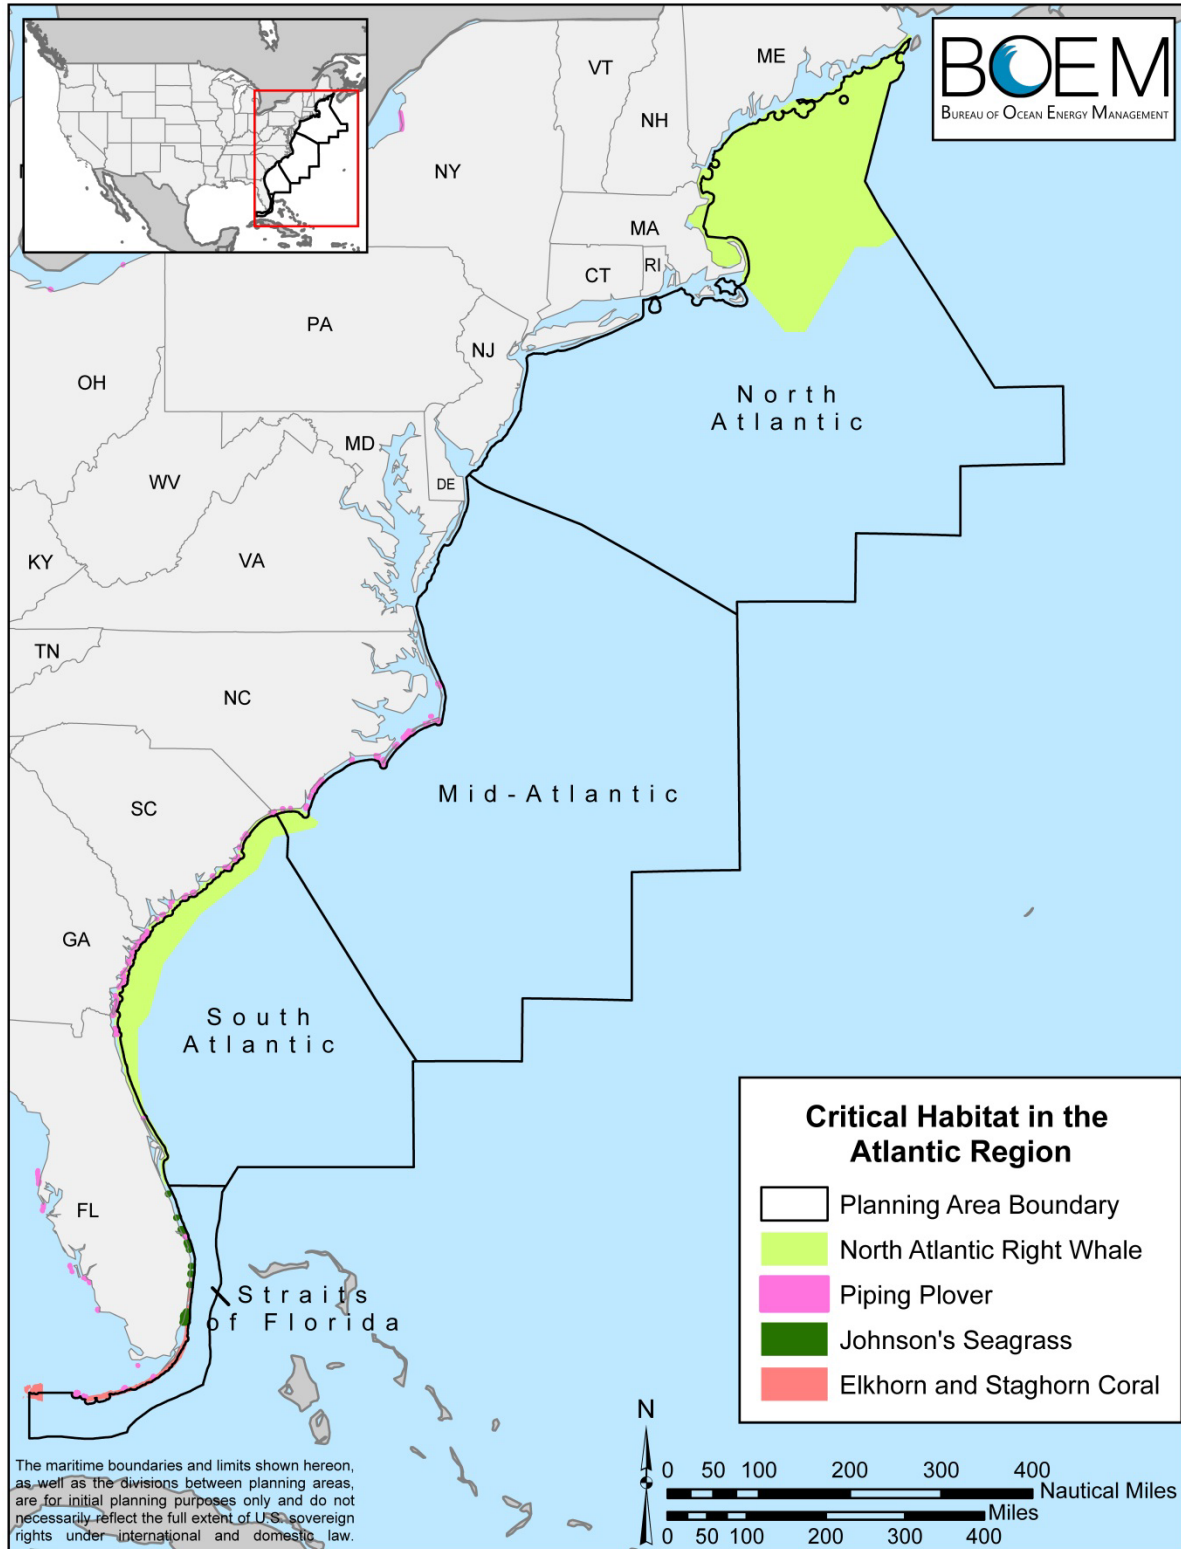 BOEM
BUREAU OF OCEAN ENERGY MANAGEMENT
VT
ME
NH
NY
MA
CT
RI
PA
NJ
OH
MD
DE
WV
KY
VA
TN
NC
SC
GA
FL
North
Atlantic
Mid-Atlantic
South
Atlantic
Straits
of Florida
Critical Habitat in the
Atlantic Region
Planning Area Boundary
North Atlantic Right Whale
Piping Plover
Johnson's Seagrass
Elkhorn and Staghorn Coral
The maritime boundaries and limits shown hereon,
as well as the divisions between planning areas,
are for initial planning purposes only and do not
necessarily reflect the full extent of U.S. sovereign
rights under international and domestic law.
N
0 50 100 200 300 400
Nautical Miles
Miles
0 50 100 200 300 400